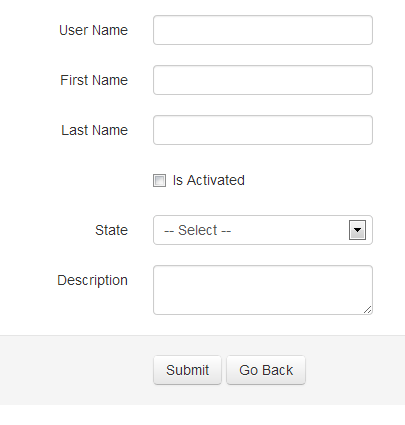 User Name
First Name
Last Name
Is Activated
State
-- Select --
Description
Submit Go Back